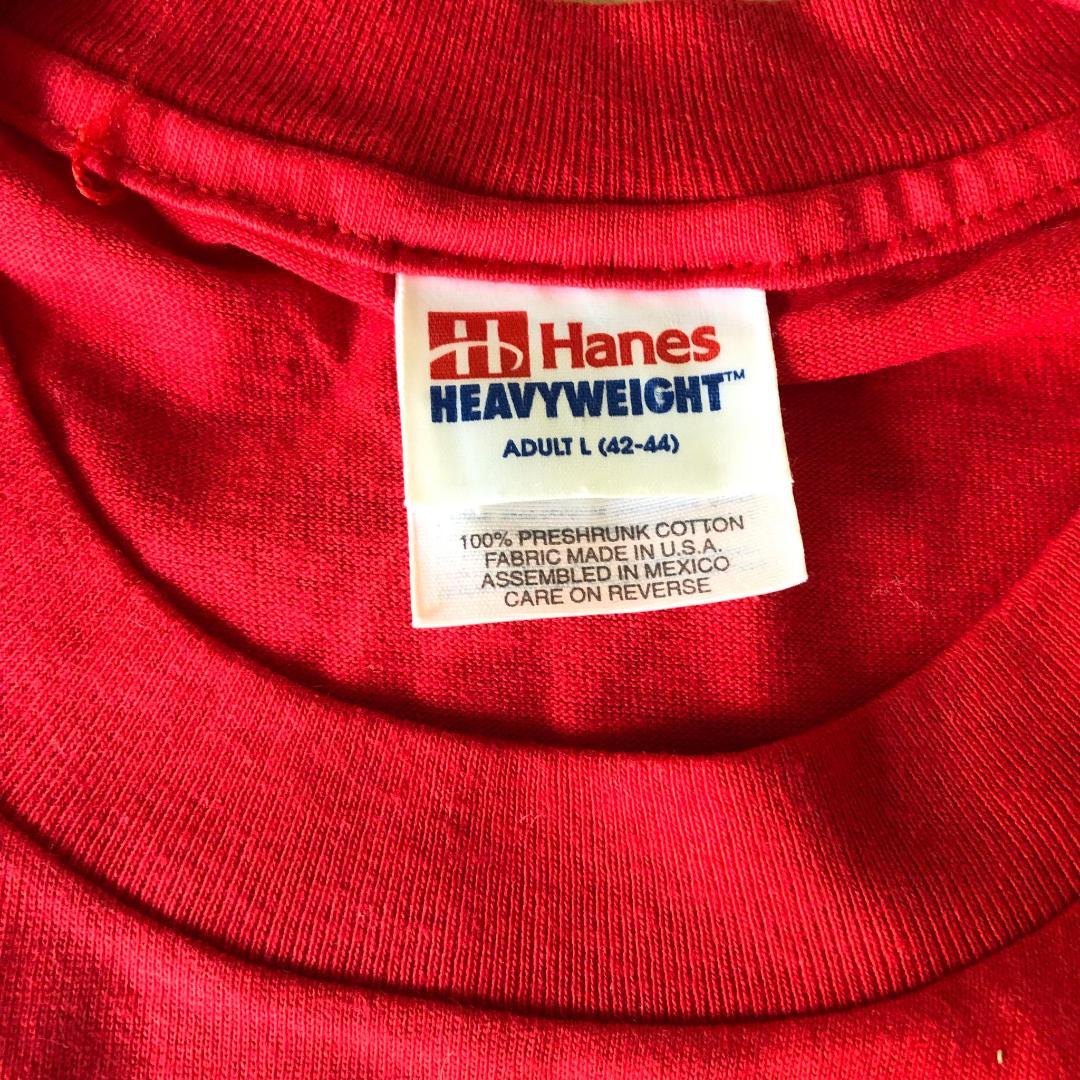 H Hanes
HEAVYWEIGHT™
ADULT L (42-44)
100% PRESHRUNK COTTON
FABRIC MADE IN U.S.A.
ASSEMBLED IN MEXICO
CARE ON REVERSE